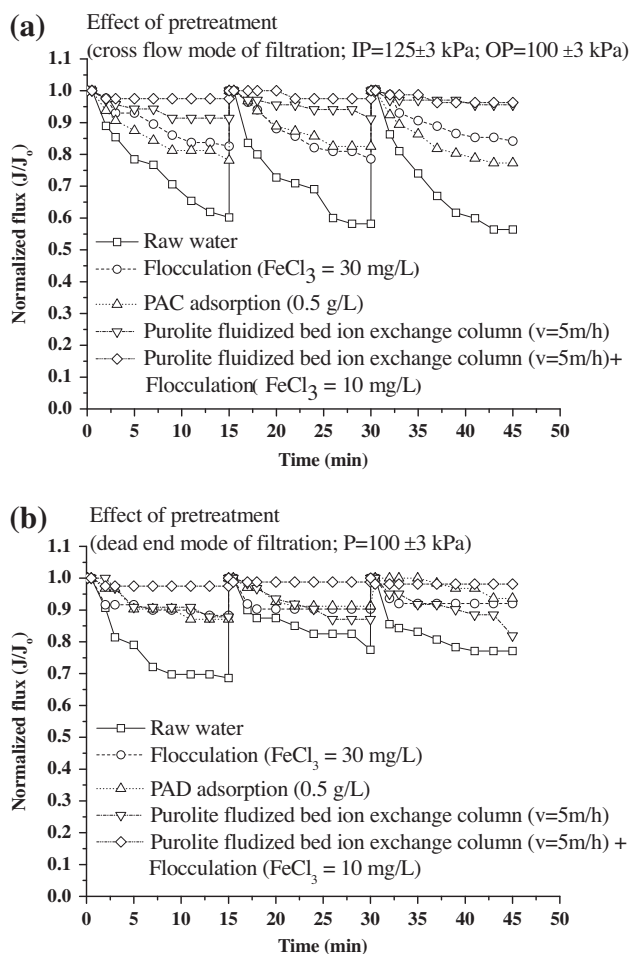 (a) Effect of pretreatment
(cross flow mode of filtration; IP=125±3 kPa; OP=100 ±3 kPa)
1.1
1.0
0.9
0.8
0.7
0.6
0.5
0.4
0.3
0.2
0.1
0.0
Normalized flux (J/Jo)
Raw water
Flocculation (FeCl3 = 30 mg/L)
PAC adsorption (0.5 g/L)
Purolite fluidized bed ion exchange column (v=5m/h)
Purolite fluidized bed ion exchange column (v=5m/h)+
Flocculation( FeCl3 = 10 mg/L)
0 5 10 15 20 25 30 35 40 45 50
Time (min)
(b) Effect of pretreatment
(dead end mode of filtration; P=100 ±3 kPa)
1.1
1.0
0.9
0.8
0.7
0.6
0.5
0.4
0.3
0.2
0.1
0.0
Normalized flux (J/Jo)
Raw water
Flocculation (FeCl3 = 30 mg/L)
PAD adsorption (0.5 g/L)
Purolite fludized bed ion exchange column (v=5m/h)
Purolite fludized bed ion exchange column (v=5m/h) +
Flocculation (FeCl3 = 10 mg/L)
0 5 10 15 20 25 30 35 40 45 50
Time (min)